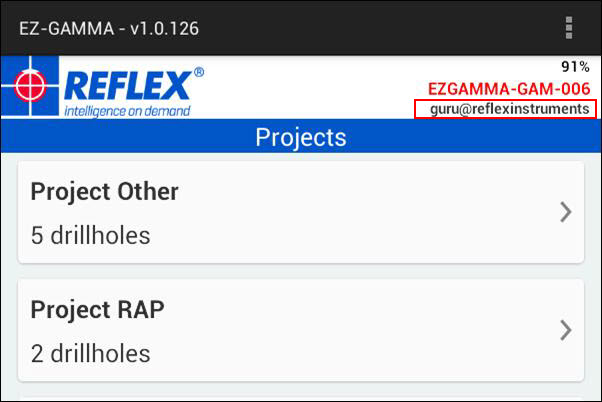 EZ-GAMMA - v1.0.126
91%
REFLEX®
EZGAMMA-GAM-006
intelligence on demand
guru@reflexinstruments
Projects
Project Other
5 drillholes
Project RAP
2 drillholes